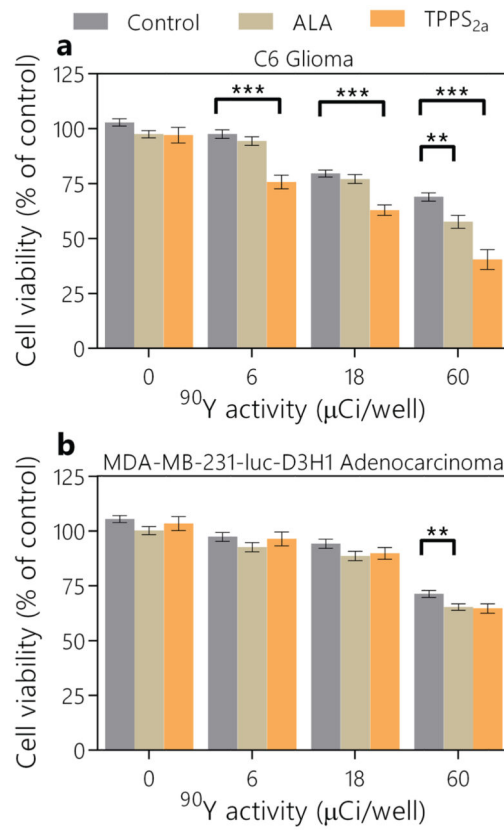 Control ALA TPPS2a
a
C6 Glioma
125
100
75
50
25
0
*** *** *** **
Cell viability (% of control)
0 6 18 60
90Y activity (μCi/well)
b
MDA-MB-231-luc-D3H1 Adenocarcinoma
125
100
75
50
25
0
**
Cell viability (% of control)
0 6 18 60
90Y activity (μCi/well)